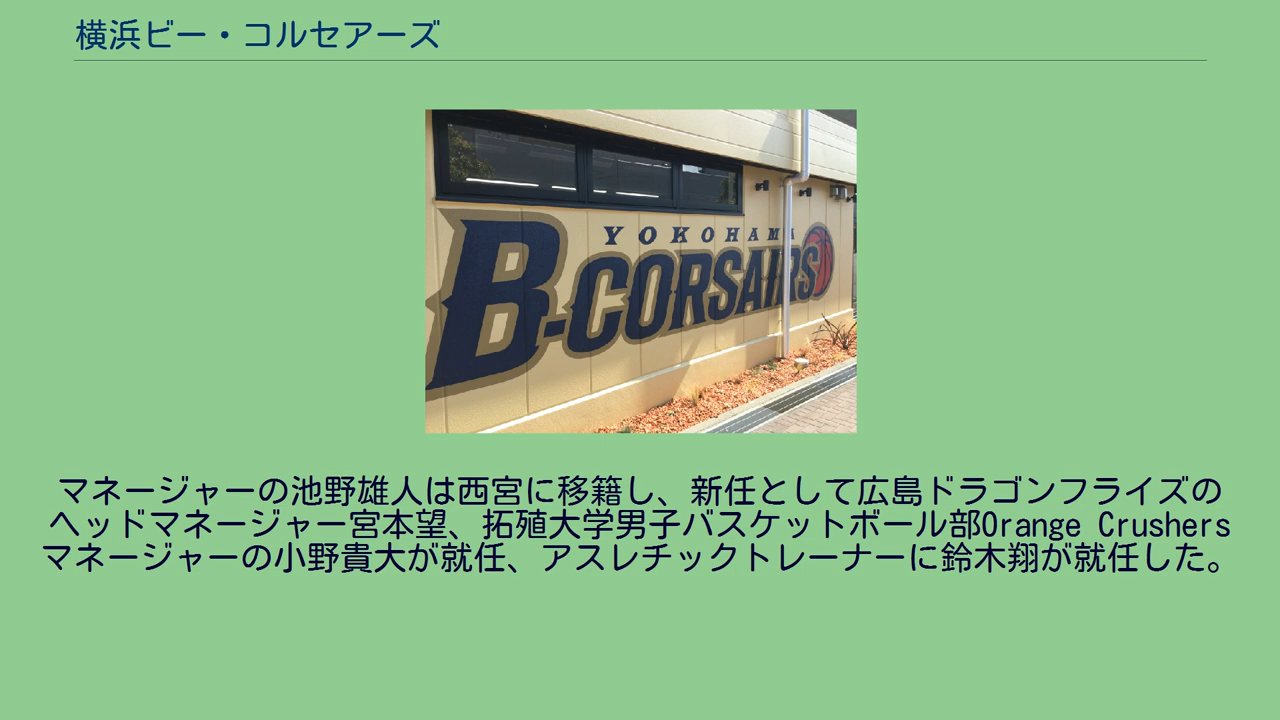 横浜ビー・コルセアーズ
YOKOHAMA
B-CORSAIRS
マネージャーの池野雄人は西宮に移籍し、新任として広島ドラゴンフライズの
ヘッドマネージャー宮本望、拓殖大学男子バスケットボール部Orange Crushers
マネージャーの小野貴大が就任、アスレチックトレーナーに鈴木翔が就任した。